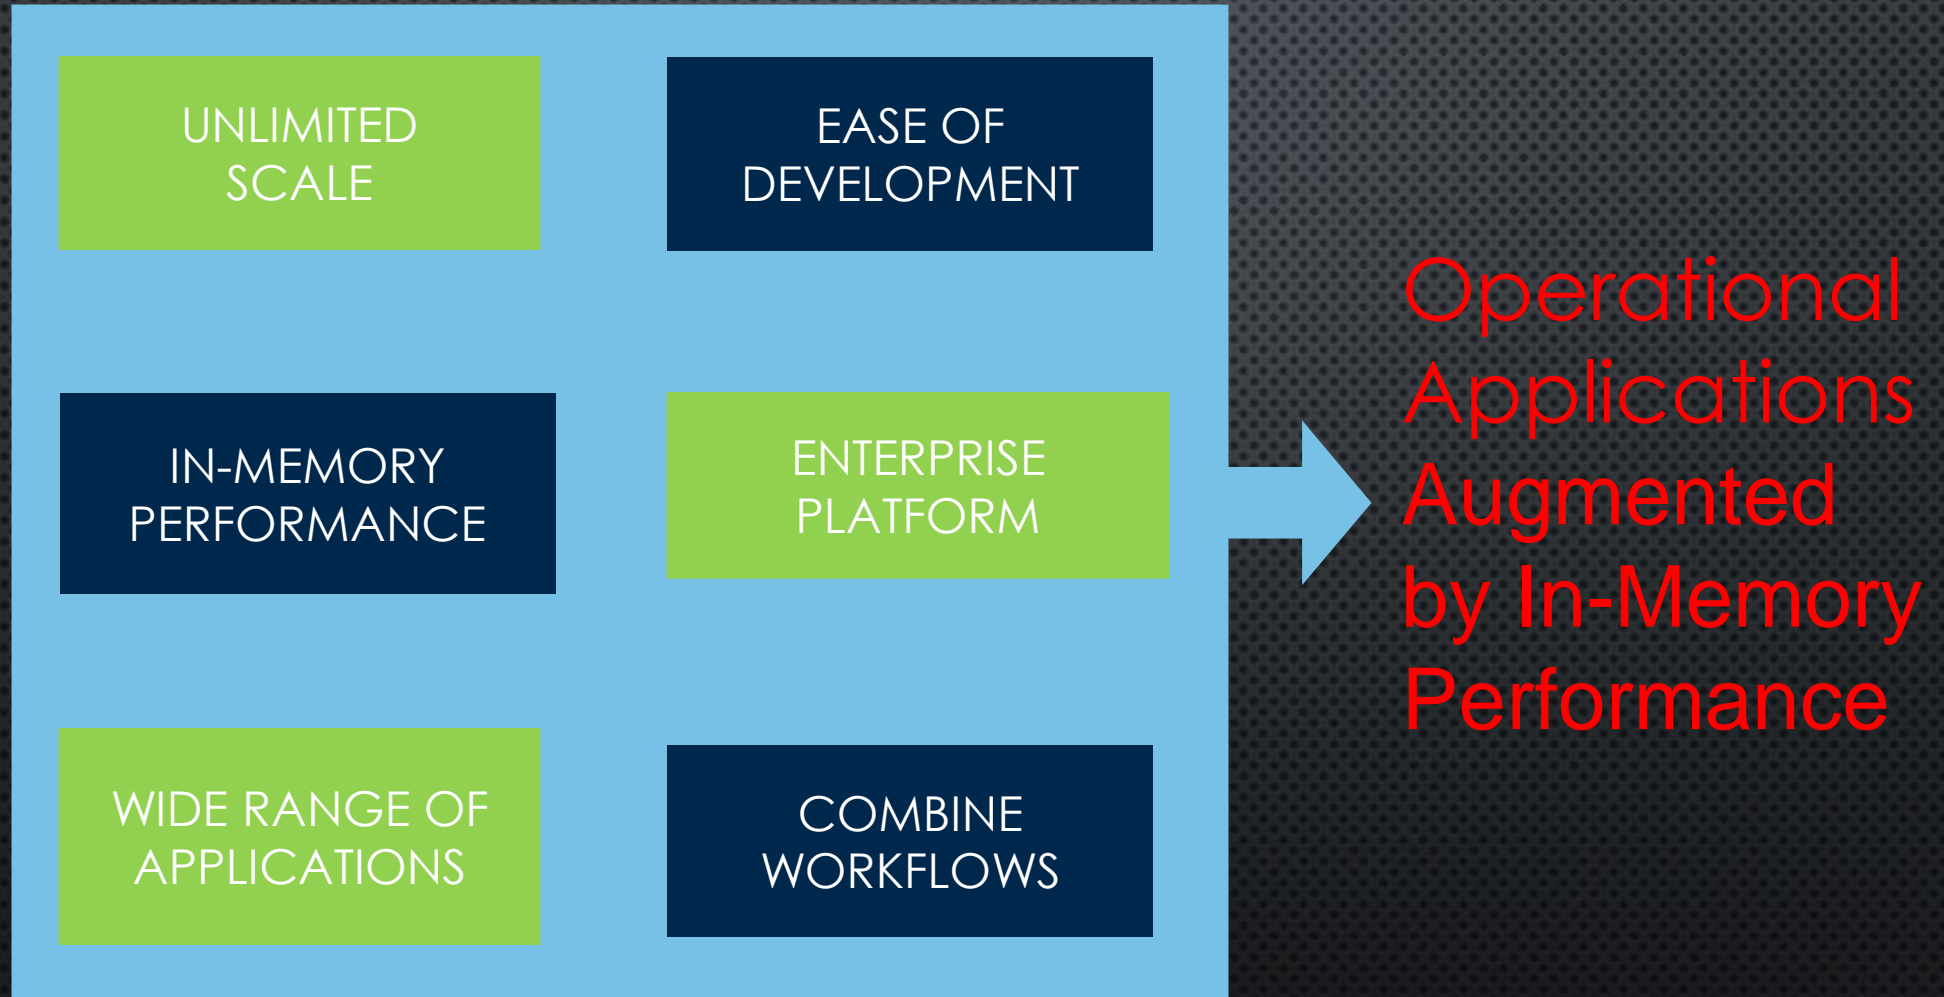 UNLIMITED
SCALE
EASE OF
DEVELOPMENT
IN-MEMORY
PERFORMANCE
ENTERPRISE
PLATFORM
WIDE RANGE OF
APPLICATIONS
COMBINE
WORKFLOWS
Operational
Applications
Augmented
by In-Memory
Performance